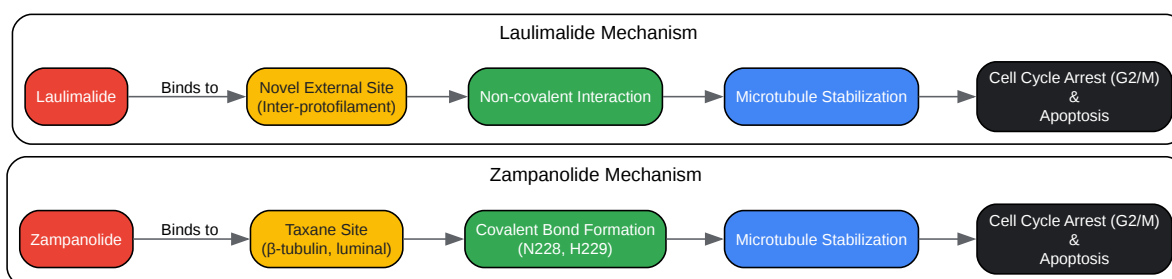 Laulimalide Mechanism
Laulimalide
Binds to
Novel External Site
(Inter-protofilament)
Non-covalent Interaction
Microtubule Stabilization
Cell Cycle Arrest (G2/M)
&
Apoptosis
Zampanolide Mechanism
Zampanolide
Binds to
Taxane Site
(β-tubulin, luminal)
Covalent Bond Formation
(N228, H229)
Microtubule Stabilization
Cell Cycle Arrest (G2/M)
&
Apoptosis